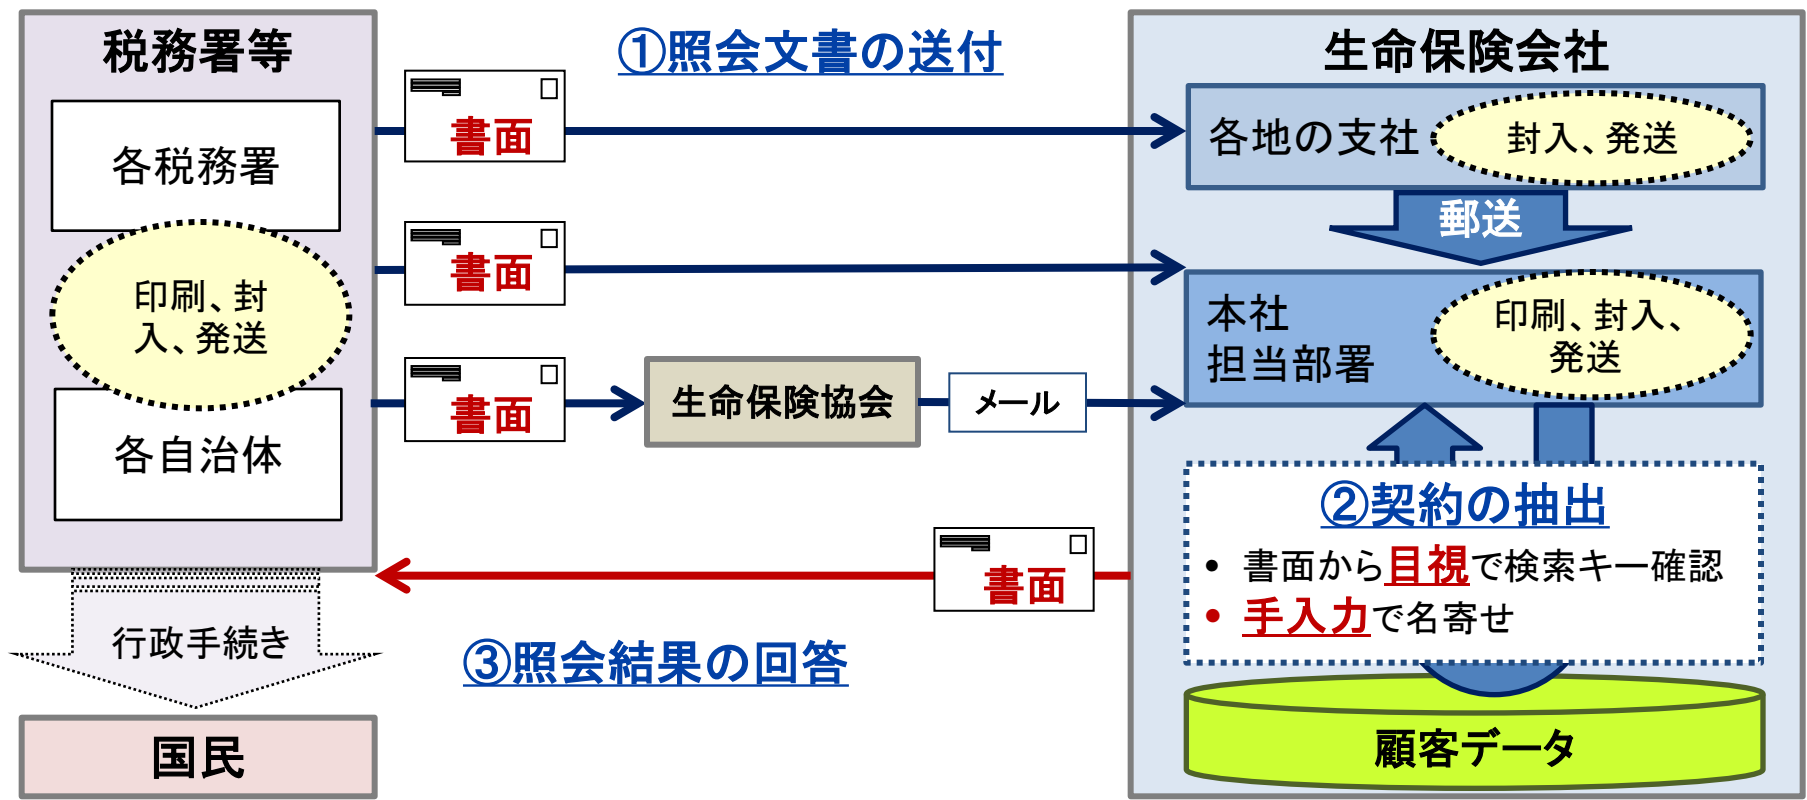 税務署等
各税務署
印刷、封
入、発送
各自治体
行政手続き
国民
①照会文書の送付
書面
書面
書面
生命保険協会
メール
書面
③照会結果の回答
生命保険会社
各地の支社
封入、発送
郵送
本社
担当部署
印刷、封入、
発送
②契約の抽出
• 書面から目視で検索キー確認
• 手入力で名寄せ
顧客データ